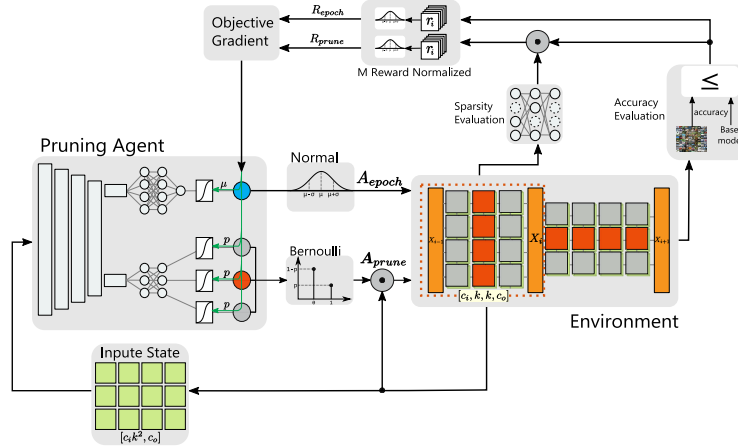 Objective
Gradient
R_epoch
R_prune
r_i
r_i
M Reward Normalized
≤
accuracy
Base
model
Accuracy
Evaluation
Sparsity
Evaluation
Pruning Agent
μ
p
p
p
Normal
μ-σ μ μ+σ
A_epoch
Bernoulli
1-p
p
0 1
A_prune
X_{i-1}
X_i
X_{i+1}
[c_i, k, k, c_o]
Environment
Inpute State
[c_i k^2, c_o]